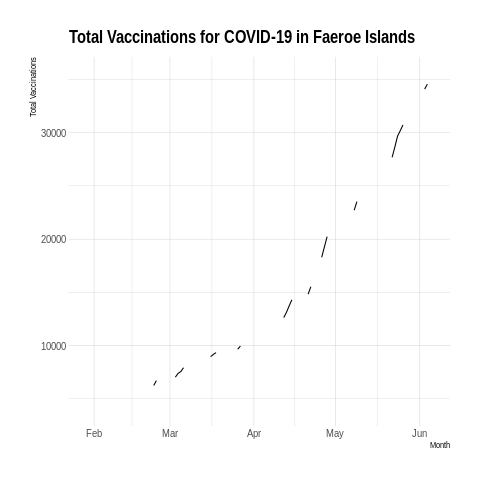 Total Vaccinations for COVID-19 in Faeroe Islands
Total Vaccinations
30000
20000
10000
Feb Mar Apr May Jun
Month